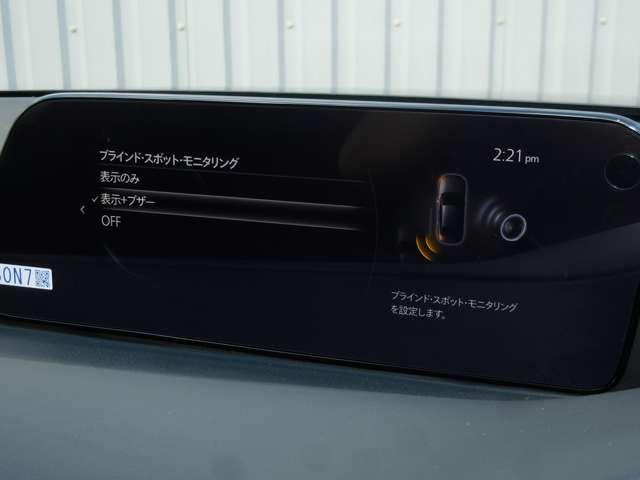 ブラインド・スポット・モニタリング
2:21 pm
表示のみ
✓表示+ブザー
OFF
ON7
ブラインド・スポット・モニタリング
を設定します。